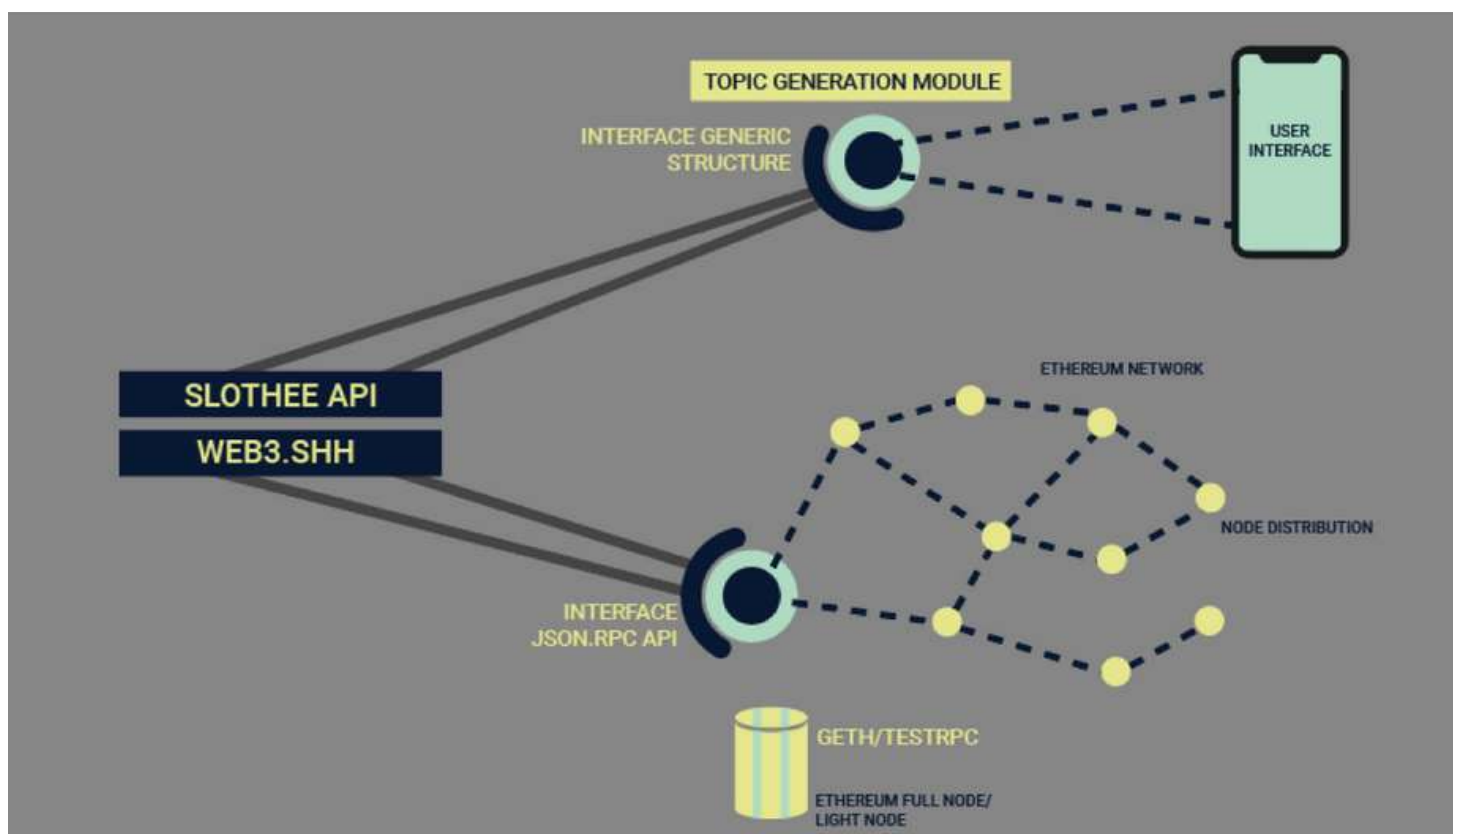 TOPIC GENERATION MODULE
INTERFACE GENERIC
STRUCTURE
USER
INTERFACE
SLOTHEE API
WEB3.SHH
ETHEREUM NETWORK
NODE DISTRIBUTION
INTERFACE
JSON.RPC API
GETH/TESTRPC
ETHEREUM FULL NODE/
LIGHT NODE